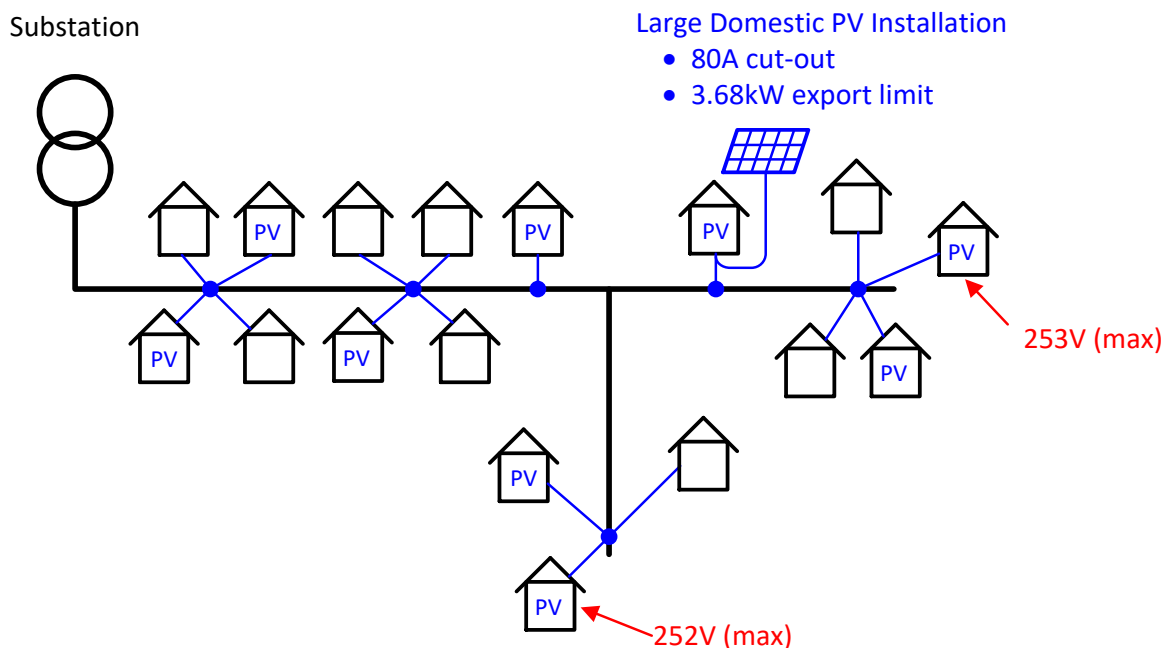 Substation
Large Domestic PV Installation
• 80A cut-out
• 3.68kW export limit
PV
PV
PV
PV
PV
PV
253V (max)
PV
PV
PV
252V (max)